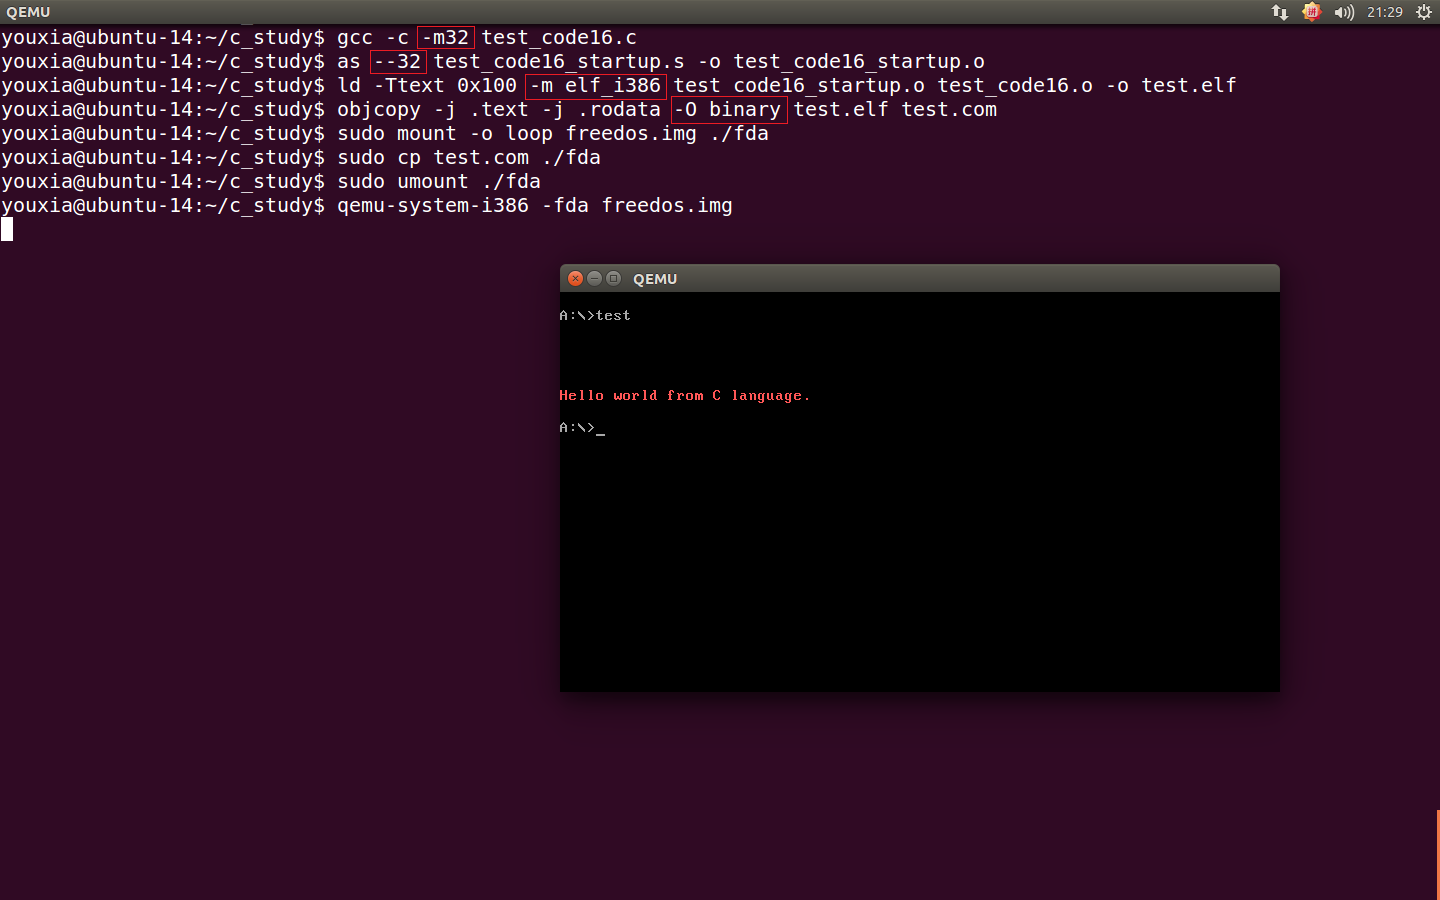 QEMU 21:29
youxia@ubuntu-14:~/c_study$ gcc -c -m32 test_code16.c
youxia@ubuntu-14:~/c_study$ as --32 test_code16_startup.s -o test_code16_startup.o
youxia@ubuntu-14:~/c_study$ ld -Ttext 0x100 -m elf_i386 test_code16_startup.o test_code16.o -o test.elf
youxia@ubuntu-14:~/c_study$ objcopy -j .text -j .rodata -O binary test.elf test.com
youxia@ubuntu-14:~/c_study$ sudo mount -o loop freedos.img ./fda
youxia@ubuntu-14:~/c_study$ sudo cp test.com ./fda
youxia@ubuntu-14:~/c_study$ sudo umount ./fda
youxia@ubuntu-14:~/c_study$ qemu-system-i386 -fda freedos.img
QEMU
A:\>test
Hello world from C language.
A:\>_